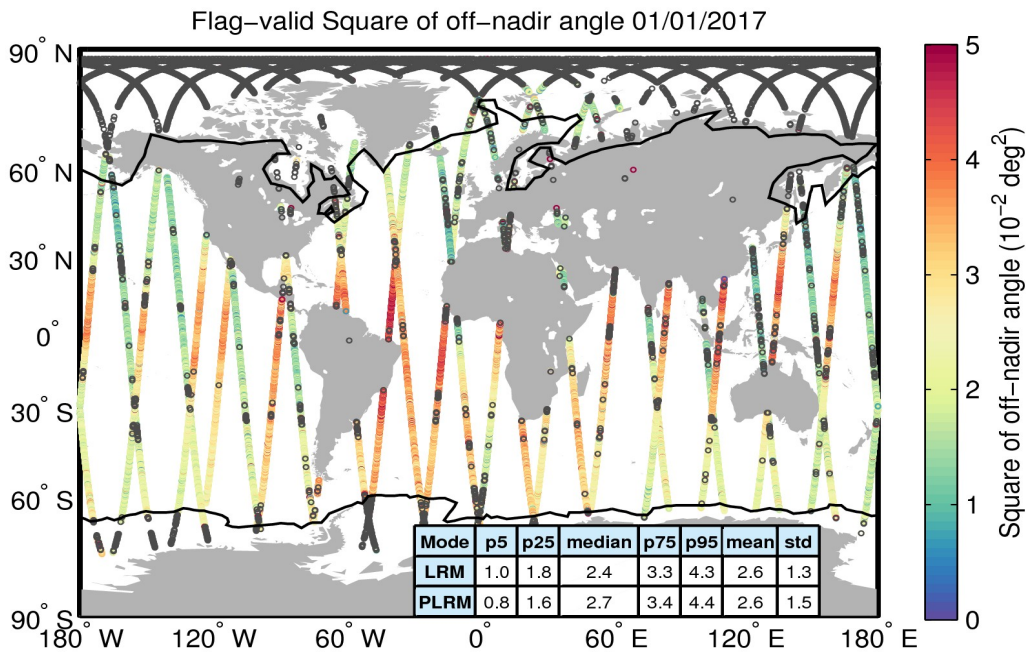 Flag−valid Square of off−nadir angle 01/01/2017
90° N
60° N
30° N
0°
30° S
60° S
90° S
180° W
120° W
60° W
0°
60° E
120° E
180° E
Mode p5 p25 median p75 p95 mean std
LRM 1.0 1.8 2.4 3.3 4.3 2.6 1.3
PLRM 0.8 1.6 2.7 3.4 4.4 2.6 1.5
5
4
3
2
1
0
Square of off−nadir angle (10⁻² deg²)